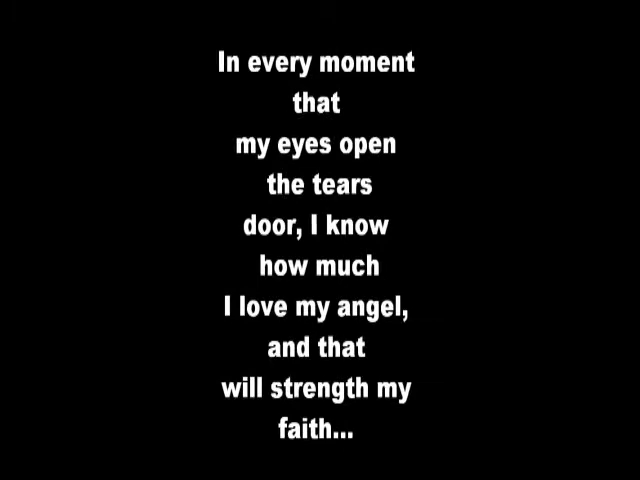 In every moment
that
my eyes open
the tears
door, I know
how much
I love my angel,
and that
will strength my
faith...